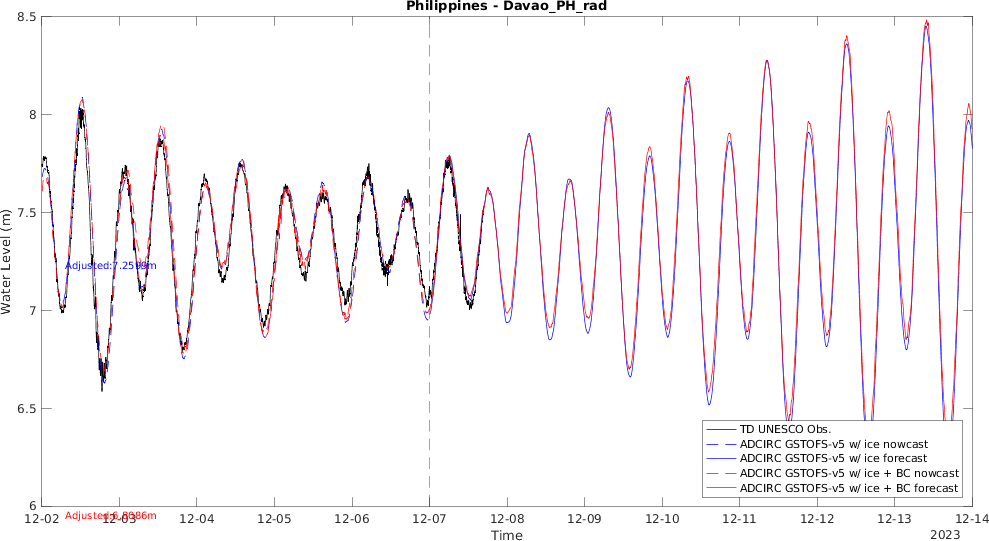 Philippines - Davao_PH_rad
8.5
8
7.5
7
6.5
6
Water Level (m)
Adjusted:7.2599m
Adjusted:6.8086m
TD UNESCO Obs.
ADCIRC GSTOFS-v5 w/ ice nowcast
ADCIRC GSTOFS-v5 w/ ice forecast
ADCIRC GSTOFS-v5 w/ ice + BC nowcast
ADCIRC GSTOFS-v5 w/ ice + BC forecast
12-02 12-03 12-04 12-05 12-06 12-07 12-08 12-09 12-10 12-11 12-12 12-13 12-14
Time
2023